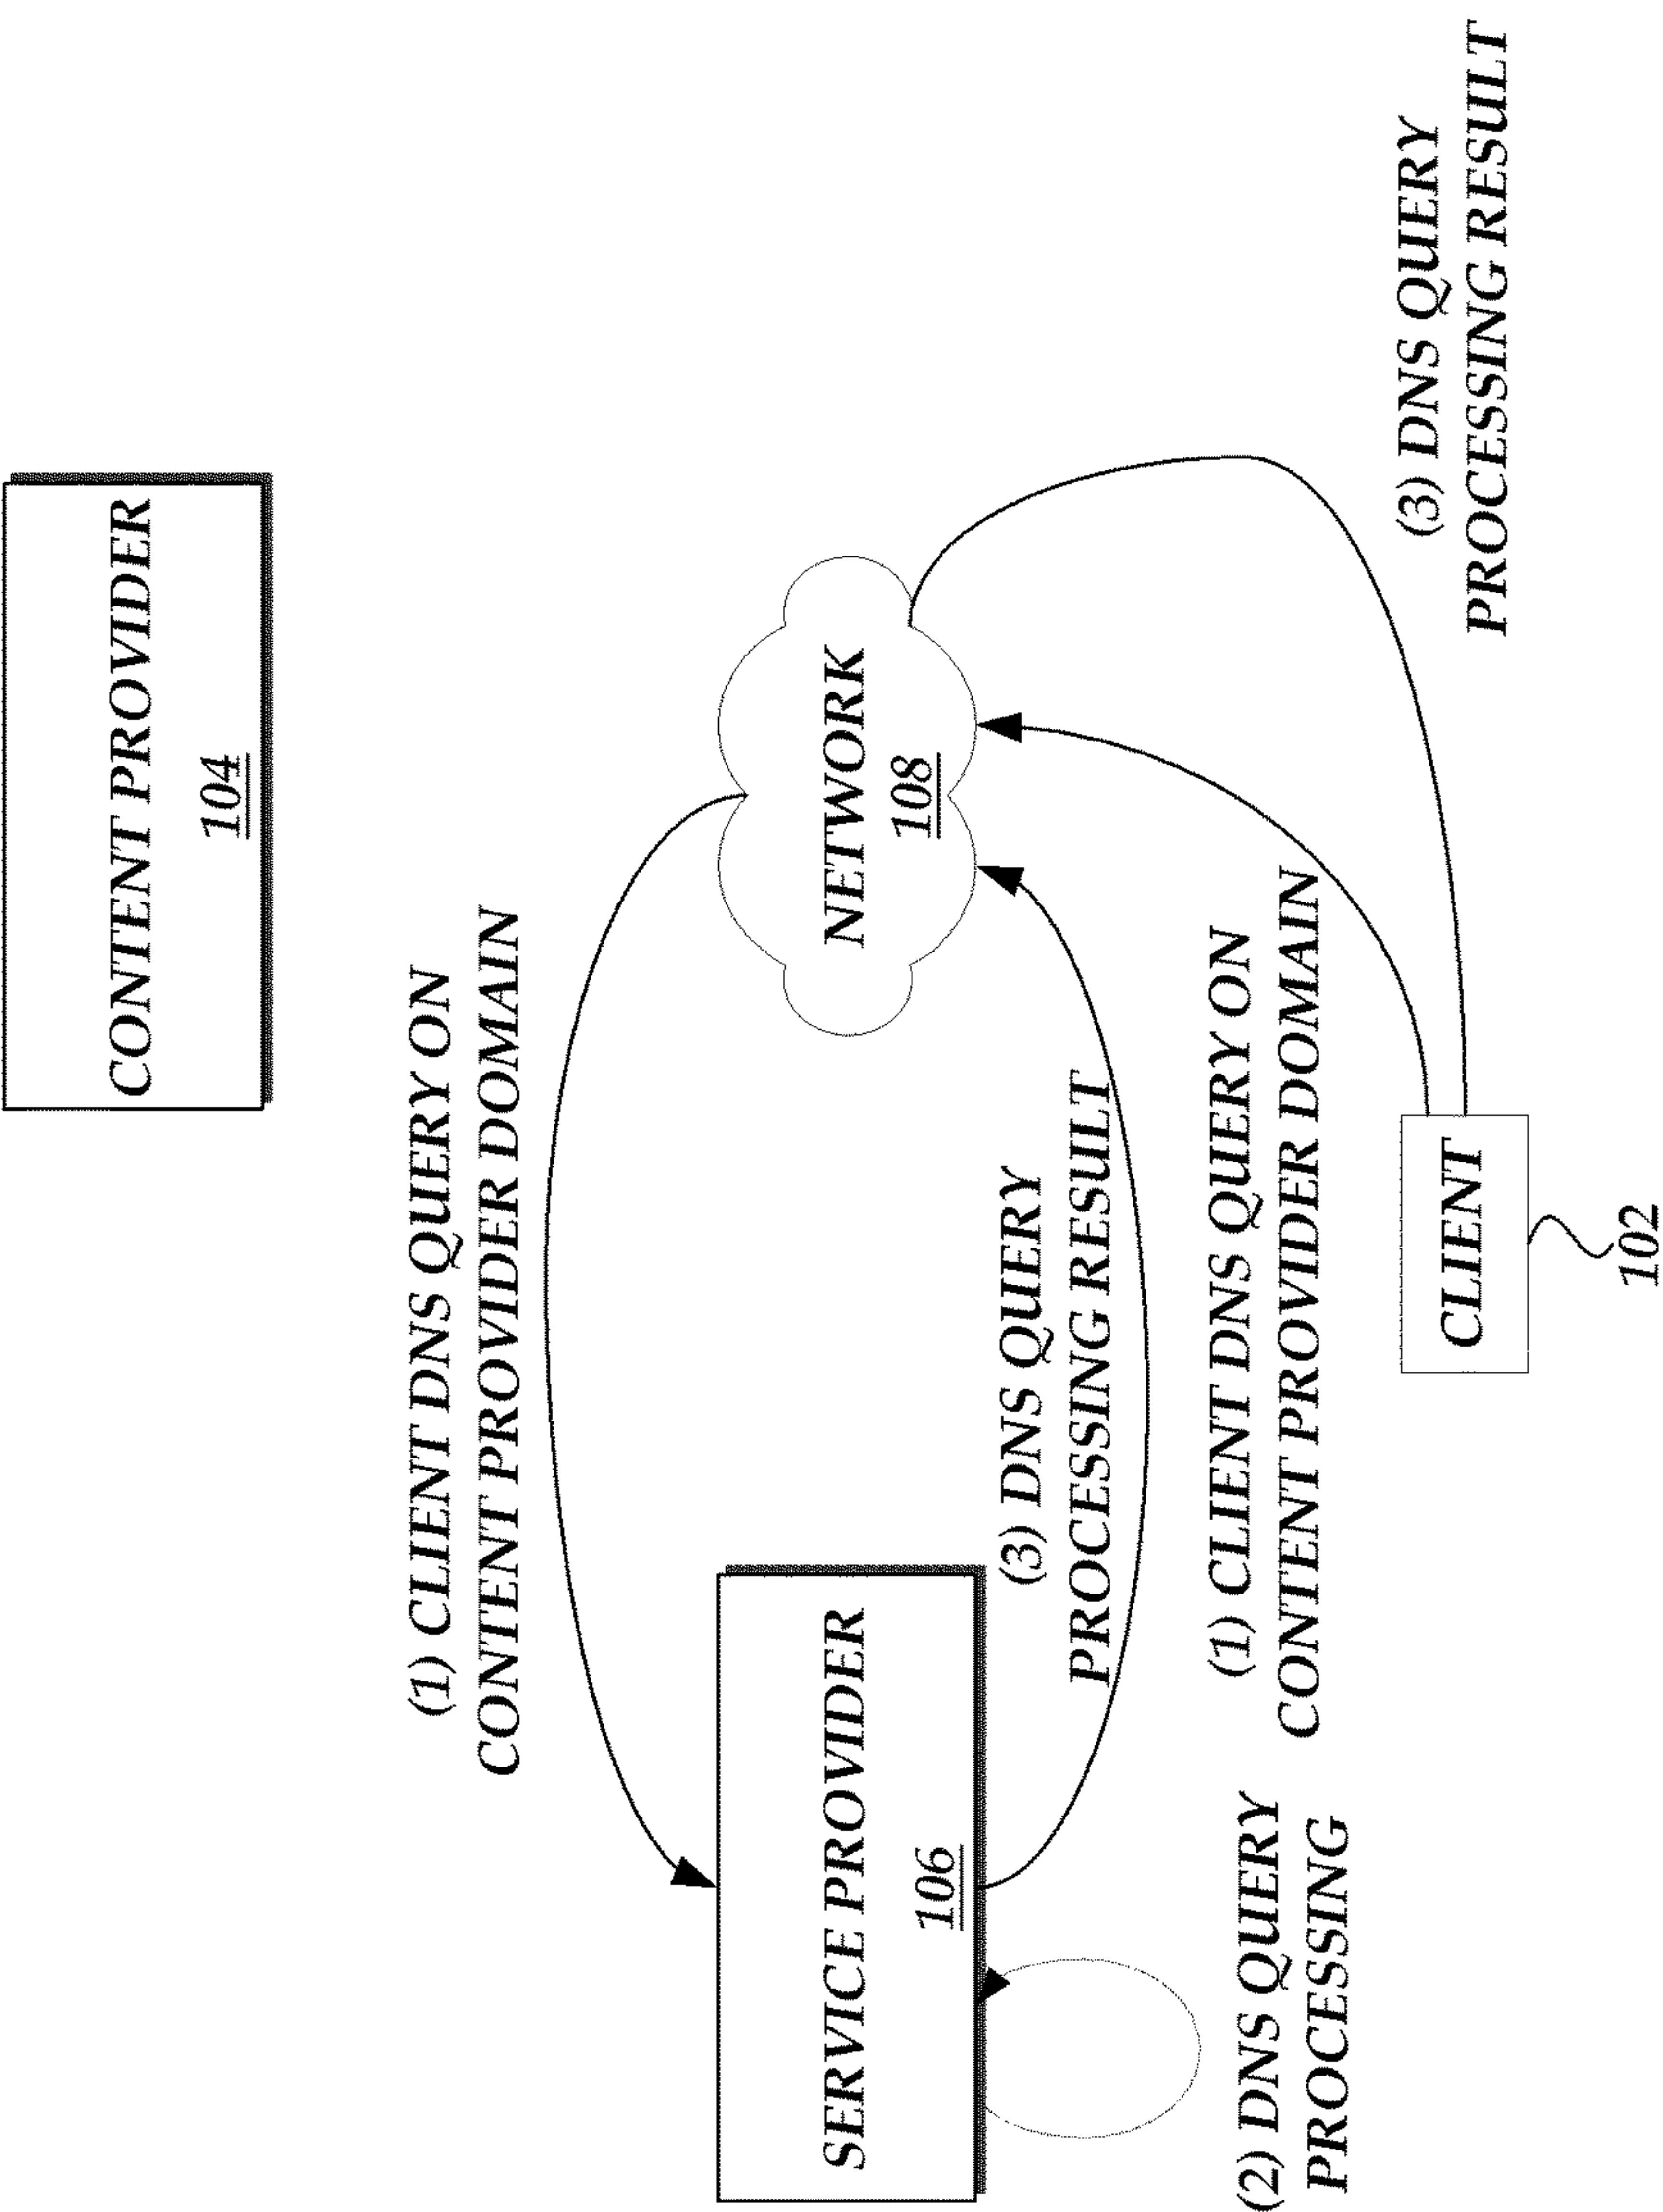 CONTENT PROVIDER
104
(1) CLIENT DNS QUERY ON
CONTENT PROVIDER DOMAIN
SERVICE PROVIDER
106
NETWORK
108
(3) DNS QUERY
PROCESSING RESULT
(1) CLIENT DNS QUERY ON
CONTENT PROVIDER DOMAIN
(2) DNS QUERY
PROCESSING
(3) DNS QUERY
PROCESSING RESULT
CLIENT
102